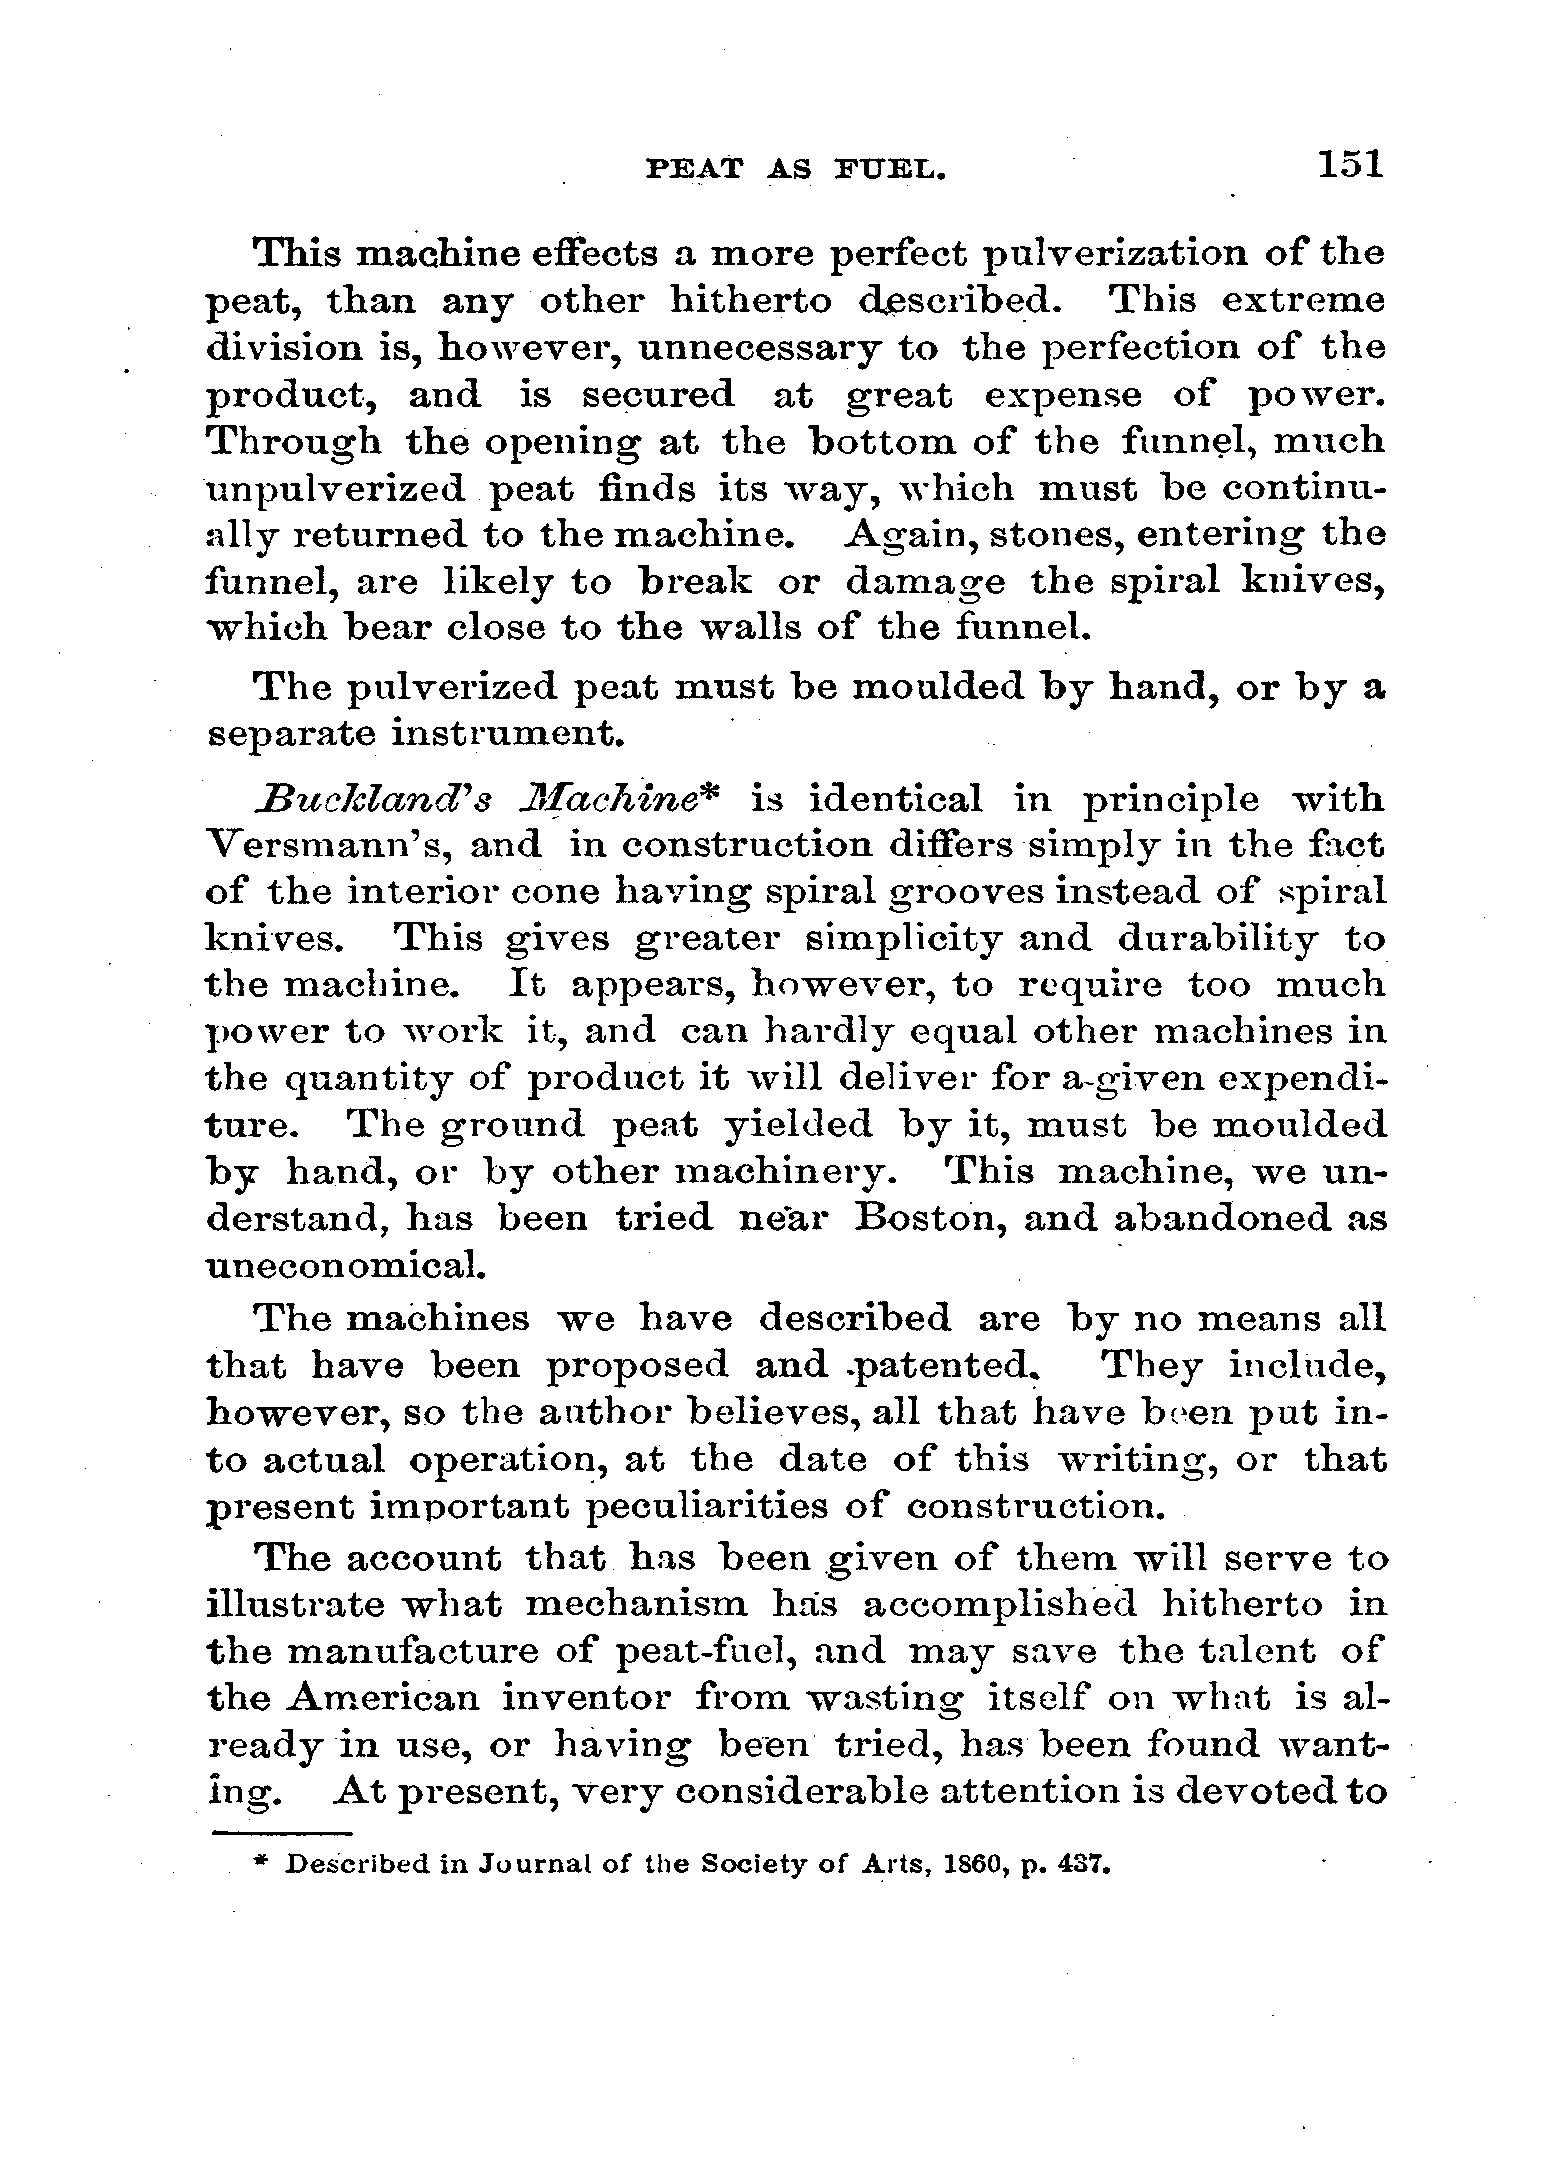 PEAT AS FUEL. 151
This machine effects a more perfect pulverization of the
peat, than any other hitherto described. This extreme
division is, however, unnecessary to the perfection of the
product, and is secured at great expense of power.
Through the opening at the bottom of the funnel, much
unpulverized peat finds its way, which must be continu-
ally returned to the machine. Again, stones, entering the
funnel, are likely to break or damage the spiral knives,
which bear close to the walls of the funnel.
The pulverized peat must be moulded by hand, or by a
separate instrument.
Buckland's Machine* is identical in principle with
Versmann's, and in construction differs simply in the fact
of the interior cone having spiral grooves instead of spiral
knives. This gives greater simplicity and durability to
the machine. It appears, however, to require too much
power to work it, and can hardly equal other machines in
the quantity of product it will deliver for a given expendi-
ture. The ground peat yielded by it, must be moulded
by hand, or by other machinery. This machine, we un-
derstand, has been tried near Boston, and abandoned as
uneconomical.
The machines we have described are by no means all
that have been proposed and patented. They include,
however, so the author believes, all that have been put in-
to actual operation, at the date of this writing, or that
present important peculiarities of construction.
The account that has been given of them will serve to
illustrate what mechanism has accomplished hitherto in
the manufacture of peat-fuel, and may save the talent of
the American inventor from wasting itself on what is al-
ready in use, or having been tried, has been found want-
ing. At present, very considerable attention is devoted to
* Described in Journal of the Society of Arts, 1860, p. 437.